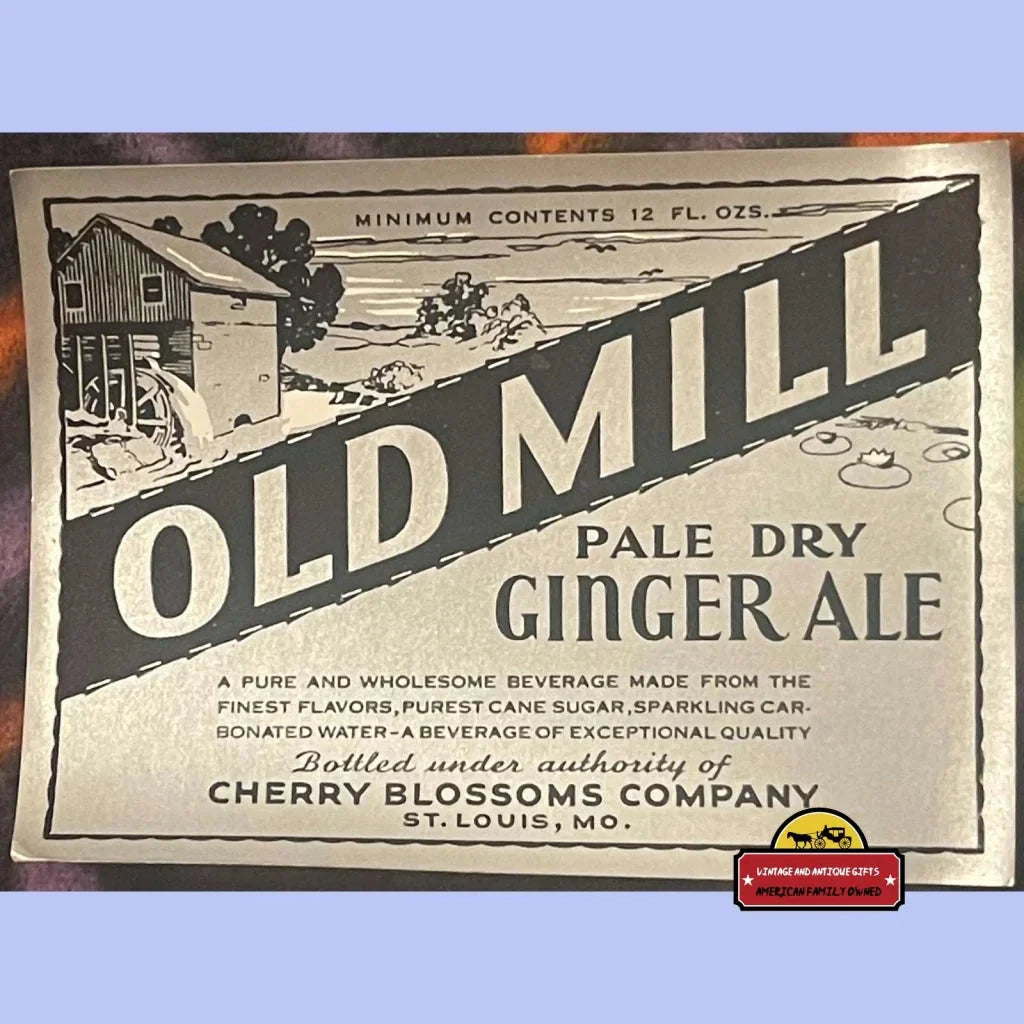 MINIMUM CONTENTS 12 FL. OZS.
OLD MILL
PALE DRY
GINGER ALE
A PURE AND WHOLESOME BEVERAGE MADE FROM THE
FINEST FLAVORS, PUREST CANE SUGAR, SPARKLING CAR-
BONATED WATER-A BEVERAGE OF EXCEPTIONAL QUALITY
Bottled under authority of
CHERRY BLOSSOMS COMPANY
ST. LOUIS, MO.
VINTAGE AND ANTIQUE GIFTS
AMERICAN FAMILY OWNED